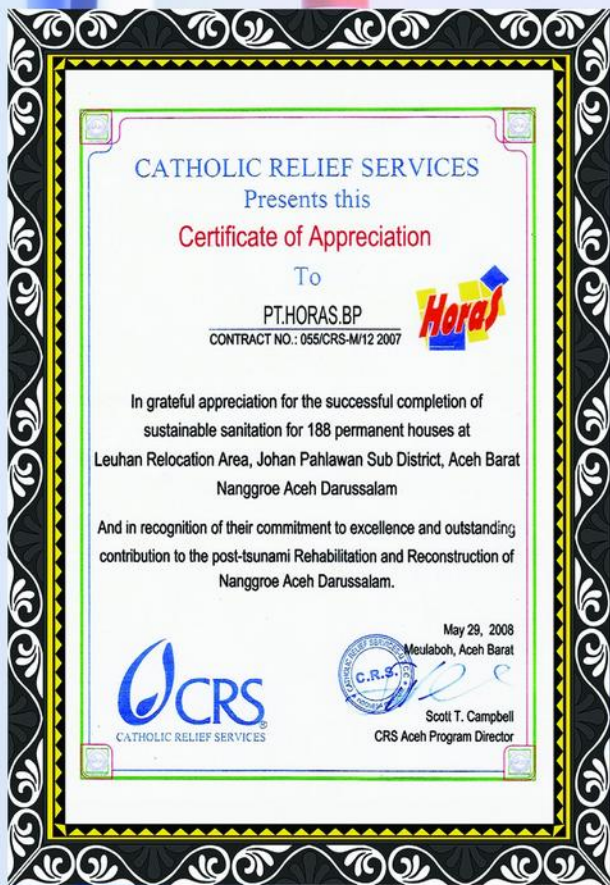 CATHOLIC RELIEF SERVICES
Presents this
Certificate of Appreciation
To
PT.HORAS.BP
CONTRACT NO.: 055/CRS-M/12 2007
Horas
In grateful appreciation for the successful completion of
sustainable sanitation for 188 permanent houses at
Leuhan Relocation Area, Johan Pahlawan Sub District, Aceh Barat
Nanggroe Aceh Darussalam
And in recognition of their commitment to excellence and outstanding
contribution to the post-tsunami Rehabilitation and Reconstruction of
Nanggroe Aceh Darussalam.
May 29, 2008
Meulaboh, Aceh Barat
CATHOLIC RELIEF SERVICES
C.R.S.
Scott T. Campbell
CRS Aceh Program Director
CRS
CATHOLIC RELIEF SERVICES